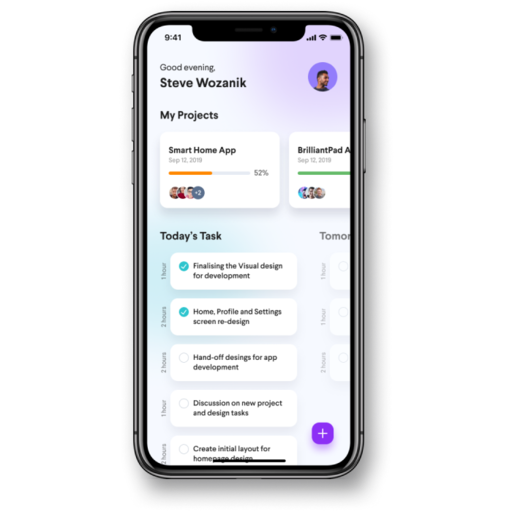 9:41
Good evening,
Steve Wozanik
My Projects
Smart Home App
Sep 12, 2019
52%
+2
BrilliantPad A
Sep 12, 2019
Today's Task
Tomor
1 hour
Finalising the Visual design
for development
1 hour
2 hours
Home, Profile and Settings
screen re-design
1 hour
2 hours
Hand-off desings for app
development
2 hours
1 hour
Discussion on new project
and design tasks
2 hours
Create initial layout for
homepage design